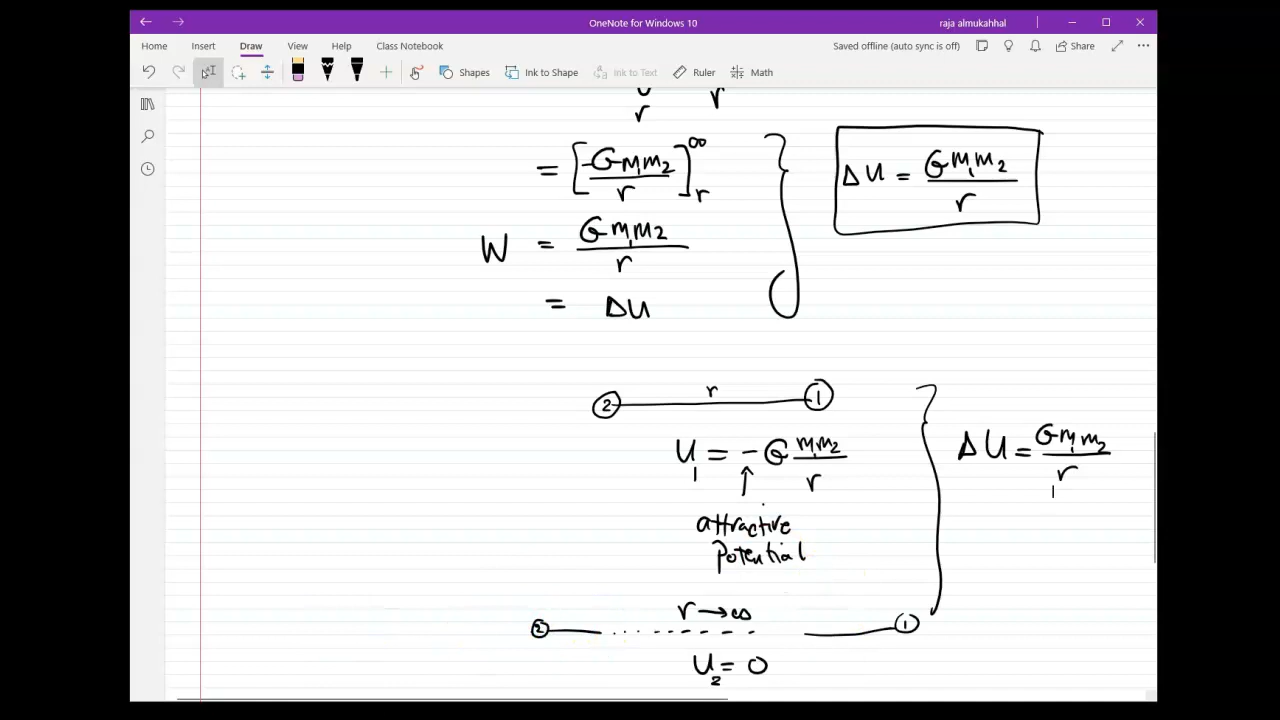 OneNote for Windows 10
raja almukahhal
Home Insert Draw View Help Class Notebook
Saved offline (auto sync is off)
Share
Shapes
Ink to Shape
Ink to Text
Ruler
Math
r r
= [-Gm₁m₂/r]^∞_r
ΔU = Gm₁m₂/r
W = Gm₁m₂/r
= ΔU
2 r 1
U₁ = -G m₁m₂/r
ΔU = Gm₁m₂/r
attractive
potential
r → ∞
2 1
U₂ = 0